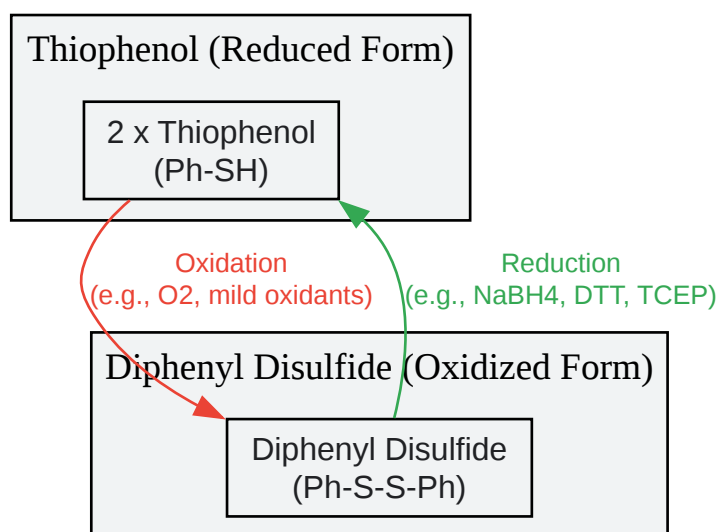 Thiophenol (Reduced Form)
2 x Thiophenol
(Ph-SH)
Oxidation
(e.g., O2, mild oxidants)
Reduction
(e.g., NaBH4, DTT, TCEP)
Diphenyl Disulfide (Oxidized Form)
Diphenyl Disulfide
(Ph-S-S-Ph)